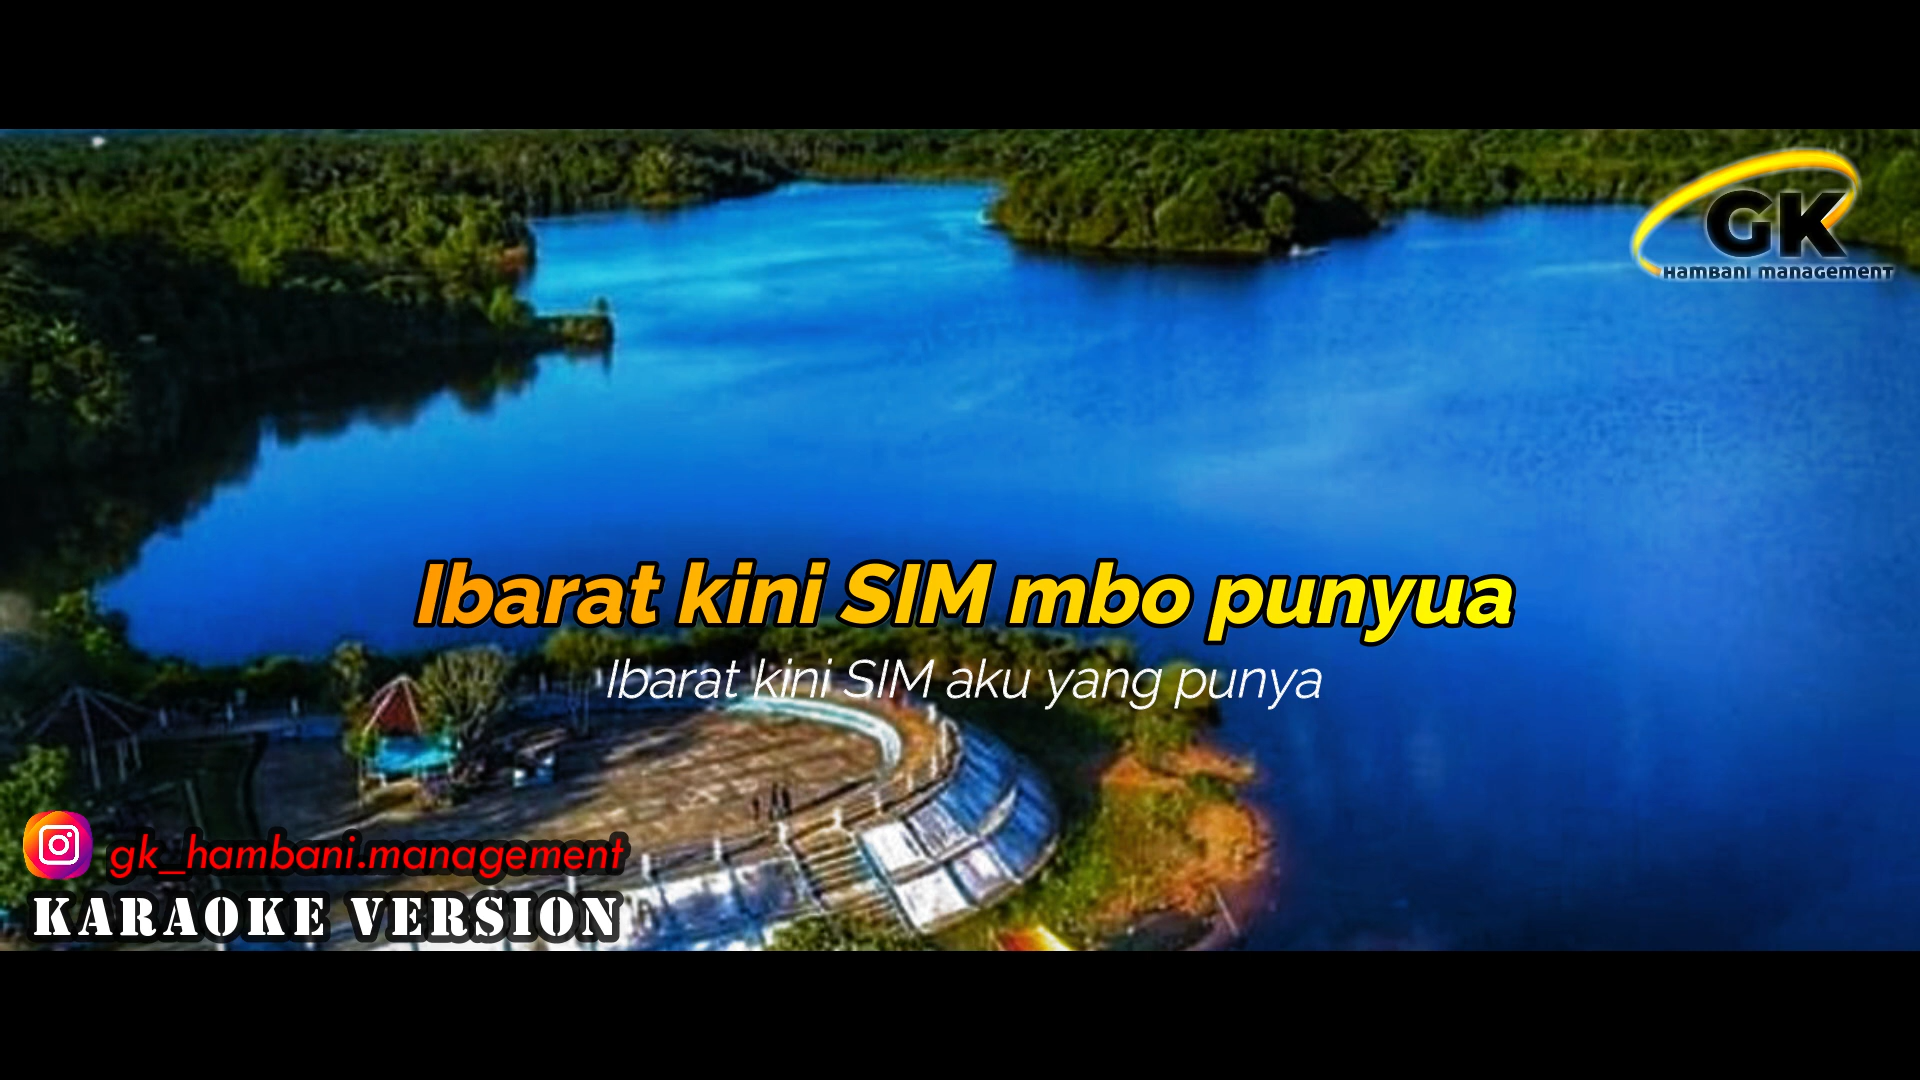 GK
HAMBANI MANAGEMENT
Ibarat kini SIM mbo punyua
Ibarat kini SIM aku yang punya
gk_hambani.management
KARAOKE VERSION